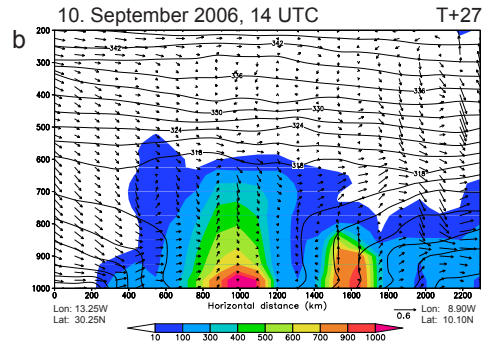 10. September 2006, 14 UTC T+27
b
200
300
400
500
600
700
800
900
1000
342 342
336 336
330 330
324 324
318 318 318
0 200 400 600 800 1000 1200 1400 1600 1800 2000 2200
Horizontal distance (km)
0.6
Lon: 13.25W Lon: 8.90W
Lat: 30.25N Lat: 10.10N
10 100 200 300 400 500 600 700 800 900 1000